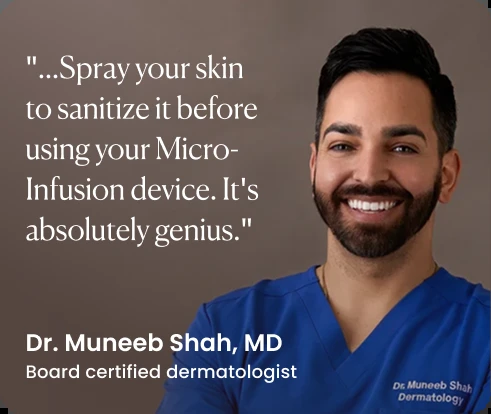 "...Spray your skin
to sanitize it before
using your Micro-
Infusion device. It's
absolutely genius."
Dr. Muneeb Shah, MD
Board certified dermatologist
Dr. Muneeb Shah
Dermatology